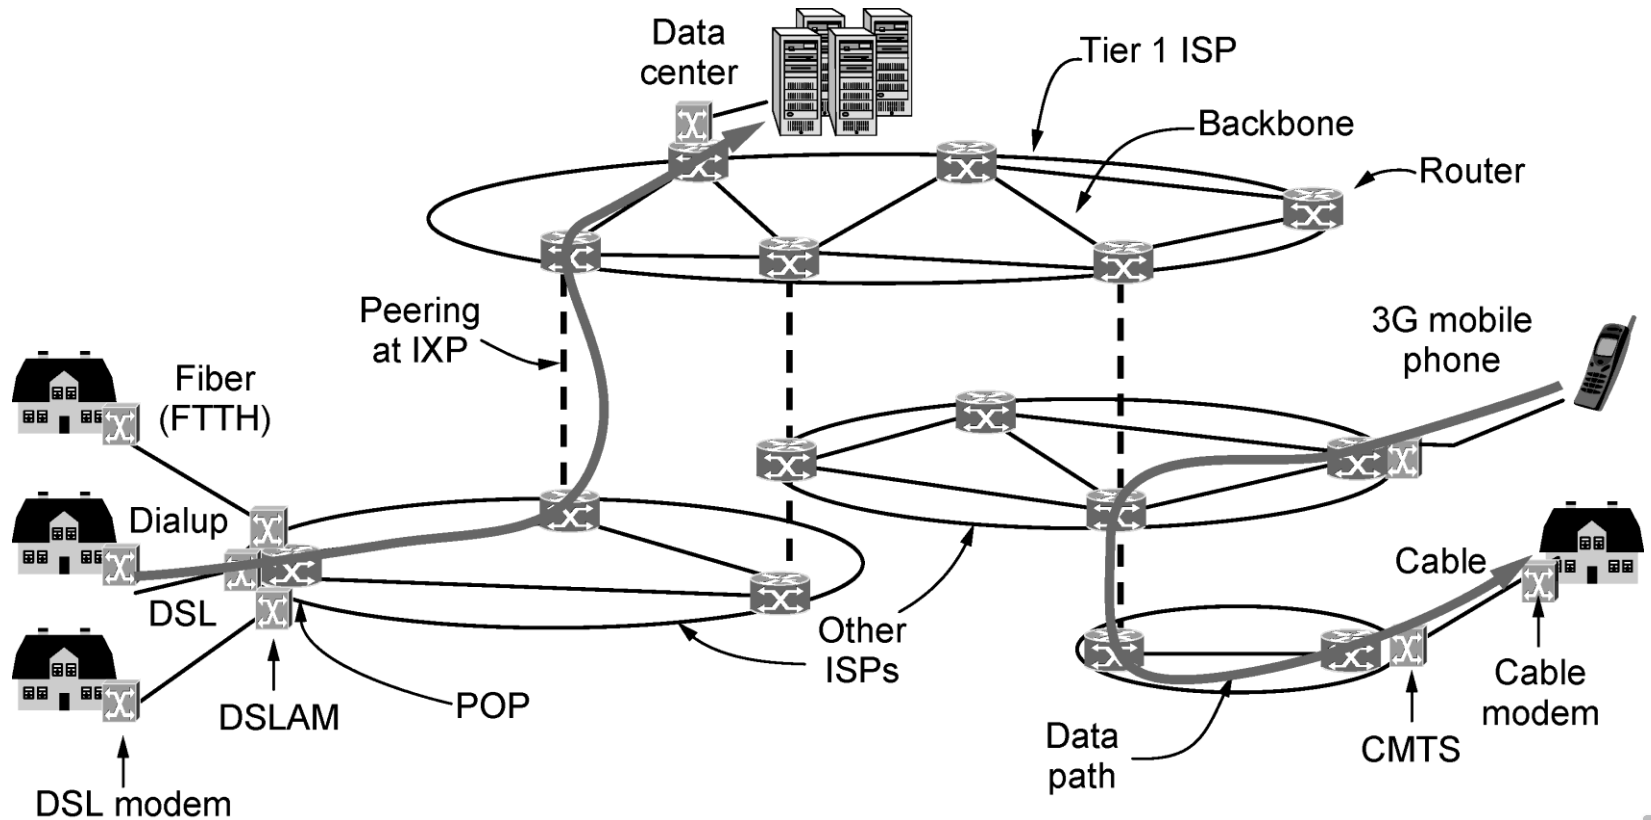 Data
center
Tier 1 ISP
Backbone
Router
Peering
at IXP
3G mobile
phone
Fiber
(FTTH)
Dialup
DSL
Cable
Other
ISPs
POP
DSLAM
DSL modem
Data
path
CMTS
Cable
modem